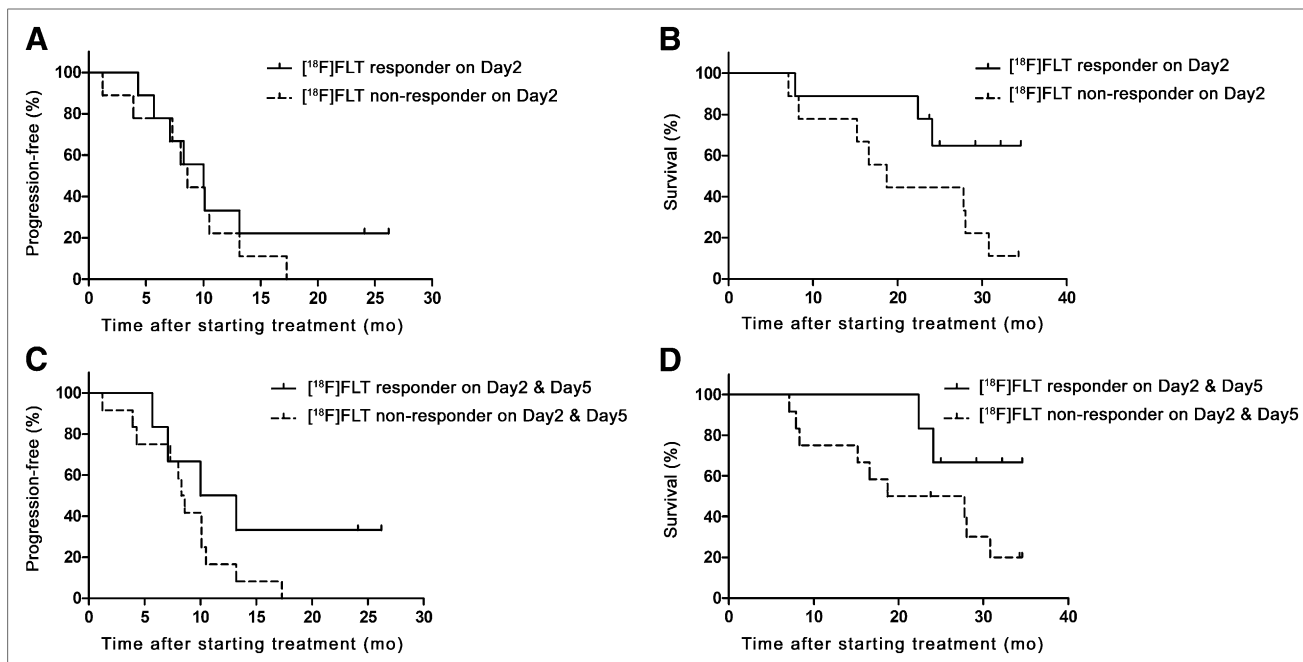 A
[18F]FLT responder on Day2
[18F]FLT non-responder on Day2
Progression-free (%)
100
80
60
40
20
0
0 5 10 15 20 25 30
Time after starting treatment (mo)
B
[18F]FLT responder on Day2
[18F]FLT non-responder on Day2
Survival (%)
100
80
60
40
20
0
0 10 20 30 40
Time after starting treatment (mo)
C
[18F]FLT responder on Day2 & Day5
[18F]FLT non-responder on Day2 & Day5
Progression-free (%)
100
80
60
40
20
0
0 5 10 15 20 25 30
Time after starting treatment (mo)
D
[18F]FLT responder on Day2 & Day5
[18F]FLT non-responder on Day2 & Day5
Survival (%)
100
80
60
40
20
0
0 10 20 30 40
Time after starting treatment (mo)